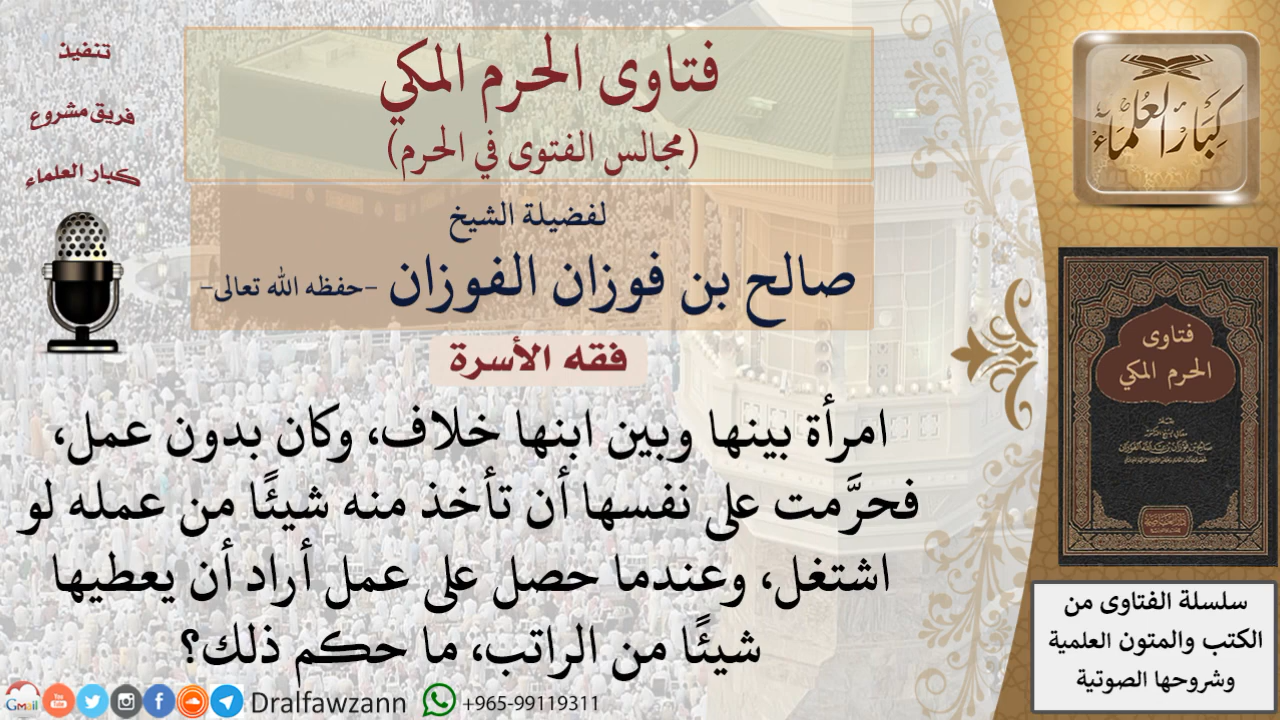 فتاوى الحرم المكي
(مجالس الفتوى في الحرم)
لفضيلة الشيخ
صالح بن فوزان الفوزان -حفظه الله تعالى-
فقه الأسرة
امرأة بينها وبين ابنها خلاف، وكان بدون عمل،
فحرَّمت على نفسها أن تأخذ منه شيئًا من عمله لو
اشتغل، وعندما حصل على عمل أراد أن يعطيها
شيئًا من الراتب، ما حكم ذلك؟
كبار العلماء
فتاوى
الحرم المكي
سلسلة الفتاوى من
الكتب والمتون العلمية
وشروحها الصوتية
تنفيذ
فريق مشروع
كبار العلماء
Gmail
You
Tube
Dralfawzann
+965-99119311